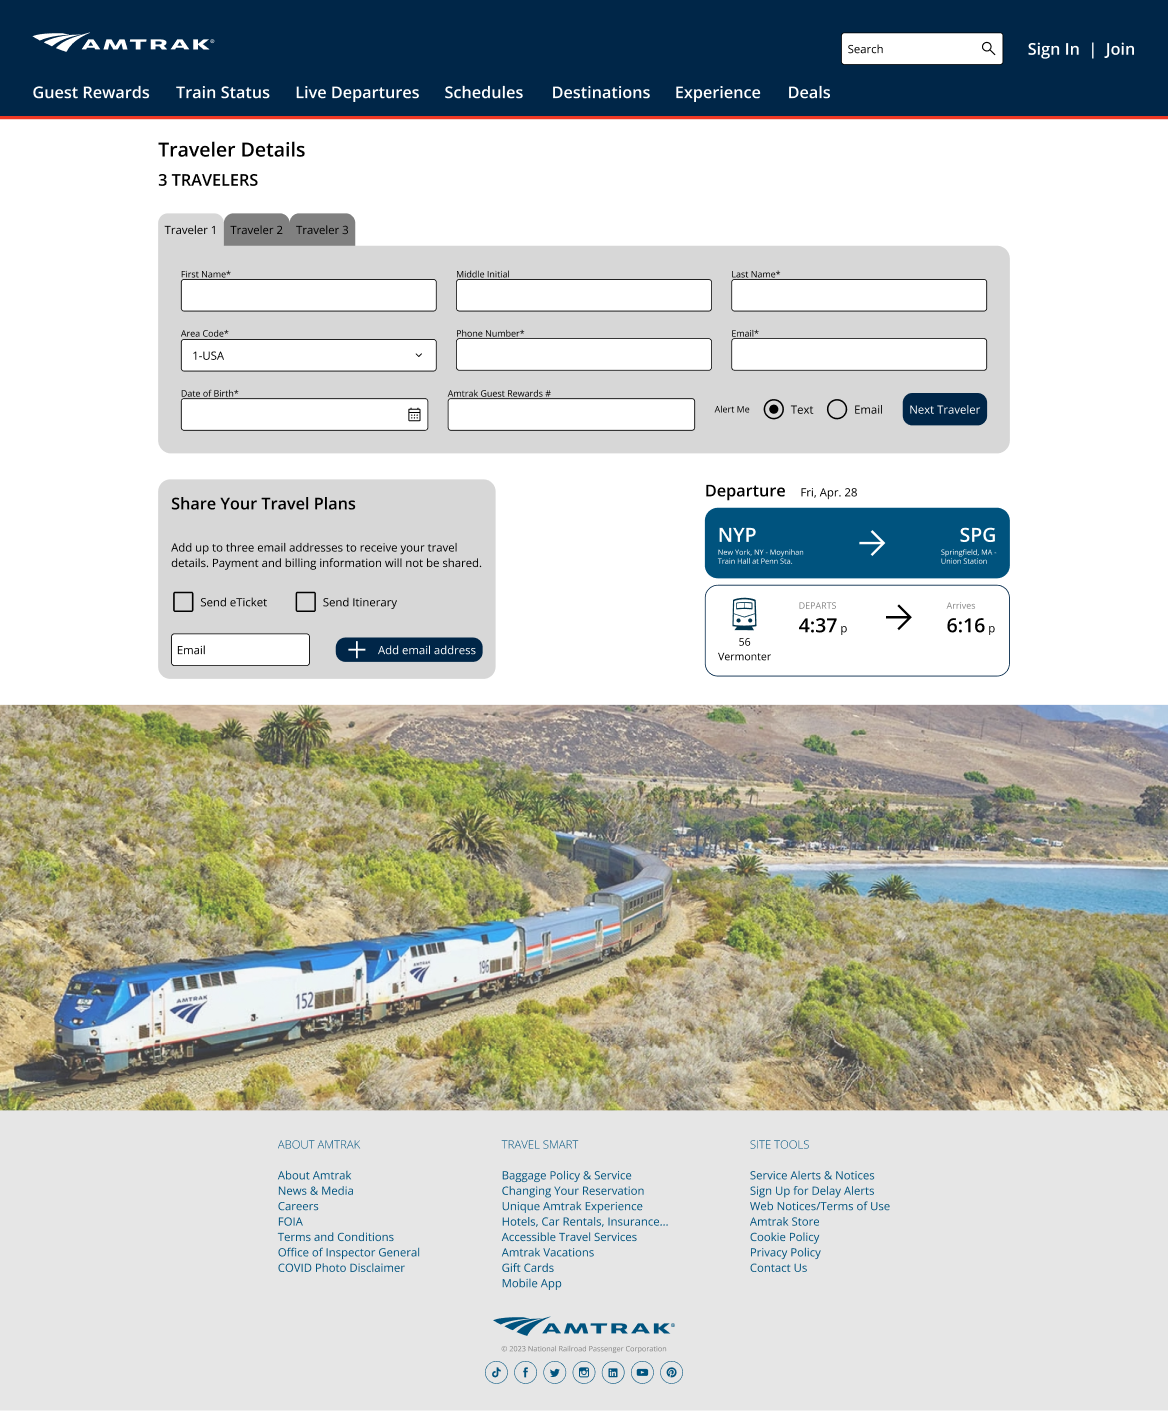 AMTRAK
Search
Sign In | Join
Guest Rewards Train Status Live Departures Schedules Destinations Experience Deals
Traveler Details
3 TRAVELERS
Traveler 1 Traveler 2 Traveler 3
First Name* Middle Initial Last Name*
Area Code* Phone Number* Email*
1-USA
Date of Birth* Amtrak Guest Rewards #
Alert Me Text Email Next Traveler
Share Your Travel Plans
Add up to three email addresses to receive your travel
details. Payment and billing information will not be shared.
Send eTicket Send Itinerary
Email
Add email address
Departure Fri, Apr. 28
NYP SPG
New York, NY - Moynihan
Train Hall at Penn Sta.
Springfield, MA -
Union Station
DEPARTS Arrives
4:37 p 6:16 p
56
Vermonter
AMTRAK
152
196
ABOUT AMTRAK
About Amtrak
News & Media
Careers
FOIA
Terms and Conditions
Office of Inspector General
COVID Photo Disclaimer
TRAVEL SMART
Baggage Policy & Service
Changing Your Reservation
Unique Amtrak Experience
Hotels, Car Rentals, Insurance...
Accessible Travel Services
Amtrak Vacations
Gift Cards
Mobile App
SITE TOOLS
Service Alerts & Notices
Sign Up for Delay Alerts
Web Notices/Terms of Use
Amtrak Store
Cookie Policy
Privacy Policy
Contact Us
AMTRAK
© 2023 National Railroad Passenger Corporation